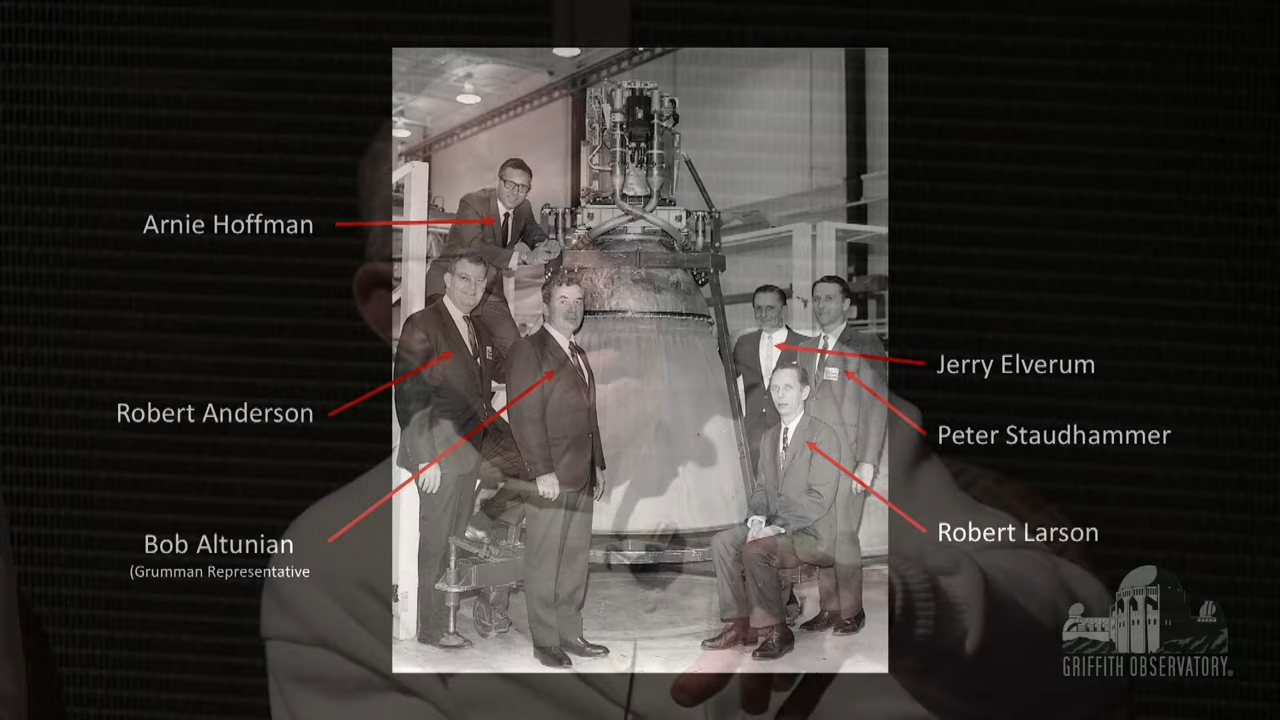 Arnie Hoffman
Robert Anderson
Bob Altunian
(Grumman Representative
Jerry Elverum
Peter Staudhammer
Robert Larson
GRIFFITH OBSERVATORY®